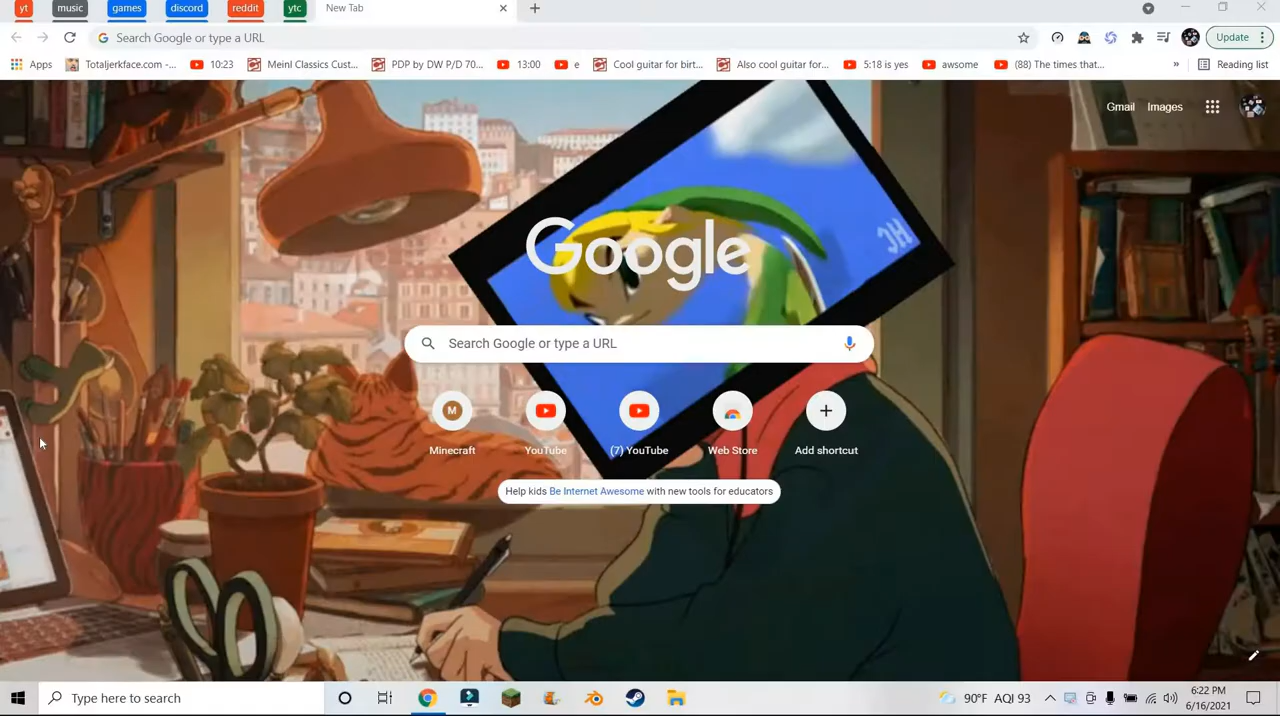 yt music games discord reddit ytc New Tab
Search Google or type a URL Update
Apps Totaljerkface.com -... 10:23 Meinl Classics Cust... PDP by DW P/D 70... 13:00 e Cool guitar for birt... Also cool guitar for... 5:18 is yes awsome (88) The times that... » Reading list
Gmail Images
JH
Google
Search Google or type a URL
M
Minecraft YouTube (7) YouTube Web Store Add shortcut
Help kids Be Internet Awesome with new tools for educators
Type here to search 90°F AQI 93 6:22 PM
6/16/2021